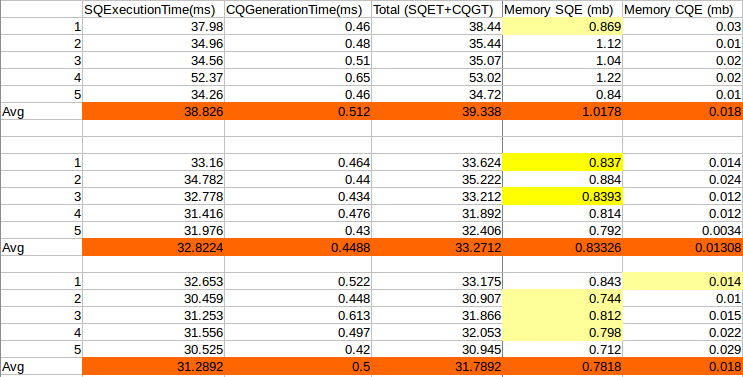 SQExecutionTime(ms) CQGenerationTime(ms) Total (SQET+CQGT) Memory SQE (mb) Memory CQE (mb)
1 37.98 0.46 38.44 0.869 0.03
2 34.96 0.48 35.44 1.12 0.01
3 34.56 0.51 35.07 1.04 0.02
4 52.37 0.65 53.02 1.22 0.02
5 34.26 0.46 34.72 0.84 0.01
Avg 38.826 0.512 39.338 1.0178 0.018
1 33.16 0.464 33.624 0.837 0.014
2 34.782 0.44 35.222 0.884 0.024
3 32.778 0.434 33.212 0.8393 0.012
4 31.416 0.476 31.892 0.814 0.012
5 31.976 0.43 32.406 0.792 0.0034
Avg 32.8224 0.4488 33.2712 0.83326 0.01308
1 32.653 0.522 33.175 0.843 0.014
2 30.459 0.448 30.907 0.744 0.01
3 31.253 0.613 31.866 0.812 0.015
4 31.556 0.497 32.053 0.798 0.022
5 30.525 0.42 30.945 0.712 0.029
Avg 31.2892 0.5 31.7892 0.7818 0.018